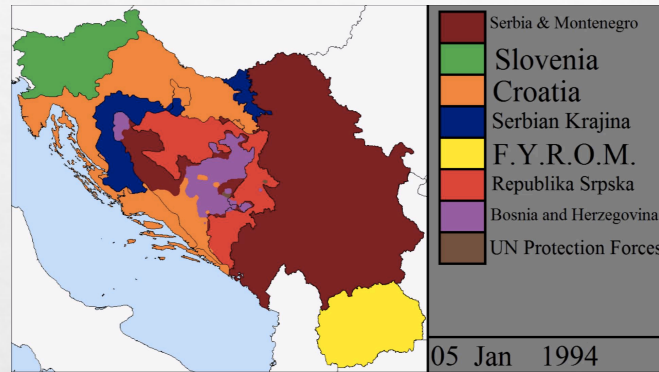 Serbia & Montenegro
Slovenia
Croatia
Serbian Krajina
F.Y.R.O.M.
Republika Srpska
Bosnia and Herzegovina
UN Protection Forces
05 Jan 1994